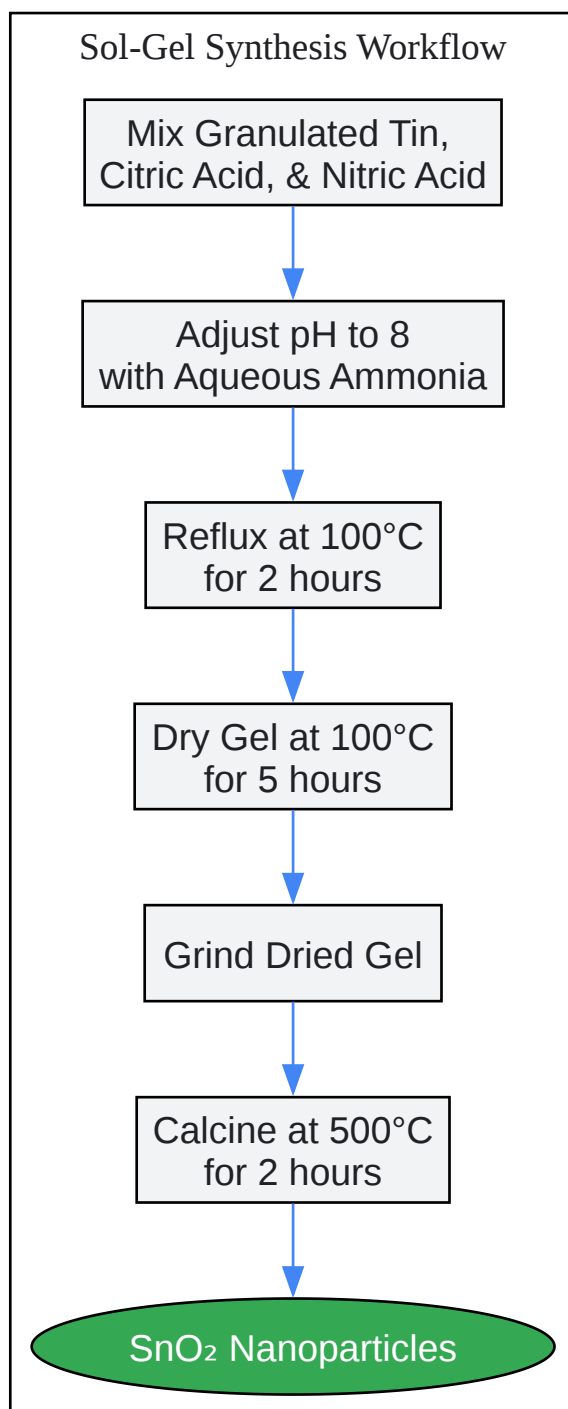 Sol-Gel Synthesis Workflow
Mix Granulated Tin,
Citric Acid, & Nitric Acid
Adjust pH to 8
with Aqueous Ammonia
Reflux at 100°C
for 2 hours
Dry Gel at 100°C
for 5 hours
Grind Dried Gel
Calcine at 500°C
for 2 hours
SnO₂ Nanoparticles